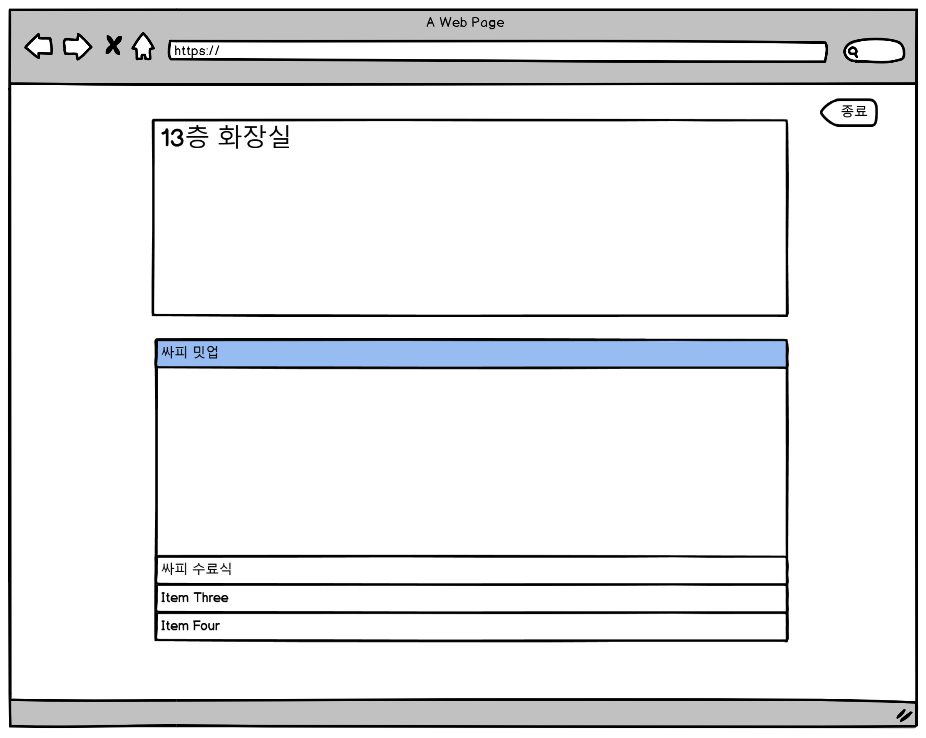 A Web Page
https://
종료
13층 화장실
싸피 밋업
싸피 수료식
Item Three
Item Four